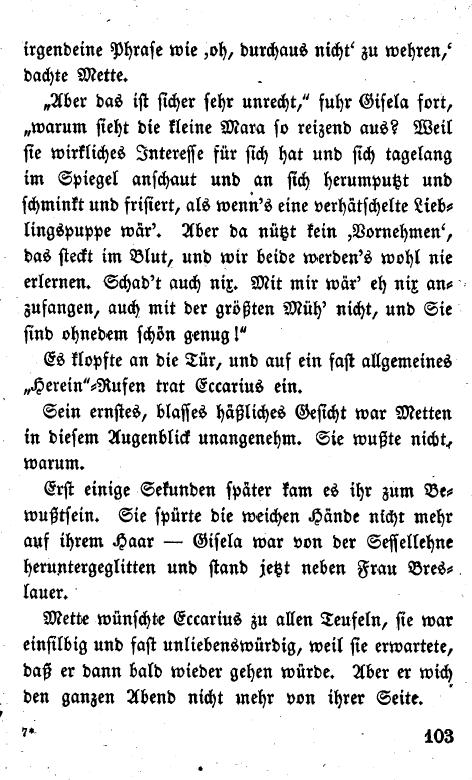 irgendeine Phrase wie ‚oh, durchaus nicht‘ zu wehren,‘
dachte Mette.
„Aber das ist sicher sehr unrecht,“ fuhr Gisela fort,
„warum sieht die kleine Mara so reizend aus? Weil
sie wirkliches Interesse für sich hat und sich tagelang
im Spiegel anschaut und an sich herumputzt und
schminkt und frisiert, als wenn's eine verhätschelte Lieb-
lingspuppe wär'. Aber da nützt kein ‚Vornehmen‘,
das steckt im Blut, und wir beide werden's wohl nie
erlernen. Schad't auch nix. Mit mir wär' eh nix an-
zufangen, auch mit der größten Müh' nicht, und Sie
sind ohnedem schön genug!“
Es klopfte an die Tür, und auf ein fast allgemeines
„Herein“-Rufen trat Eccarius ein.
Sein ernstes, blasses häßliches Gesicht war Metten
in diesem Augenblick unangenehm. Sie wußte nicht,
warum.
Erst einige Sekunden später kam es ihr zum Be-
wußtsein. Sie spürte die weichen Hände nicht mehr
auf ihrem Haar — Gisela war von der Sessellehne
heruntergeglitten und stand jetzt neben Frau Bres-
lauer.
Mette wünschte Eccarius zu allen Teufeln, sie war
einsilbig und fast unliebenswürdig, weil sie erwartete,
daß er dann bald wieder gehen würde. Aber er wich
den ganzen Abend nicht mehr von ihrer Seite.
7* 103